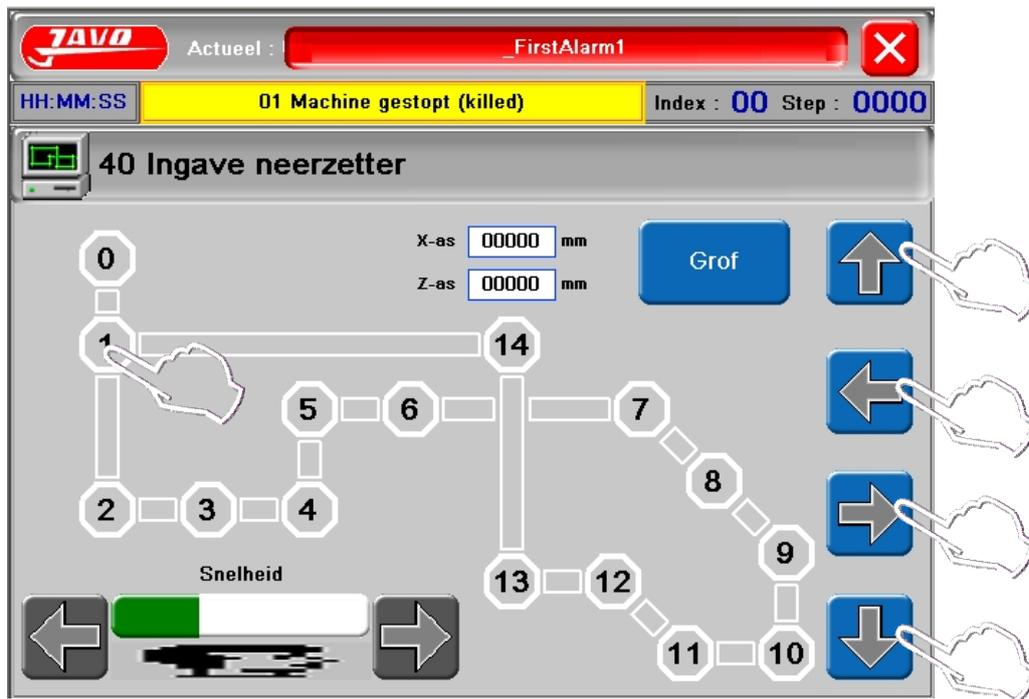 JAVO
Actueel :
_FirstAlarm1
HH:MM:SS
01 Machine gestopt (killed)
Index : 00 Step : 0000
40 Ingave neerzetter
X-as 00000 mm
Z-as 00000 mm
Grof
0
1
14
5
6
7
8
2
3
4
9
13
12
11
10
Snelheid